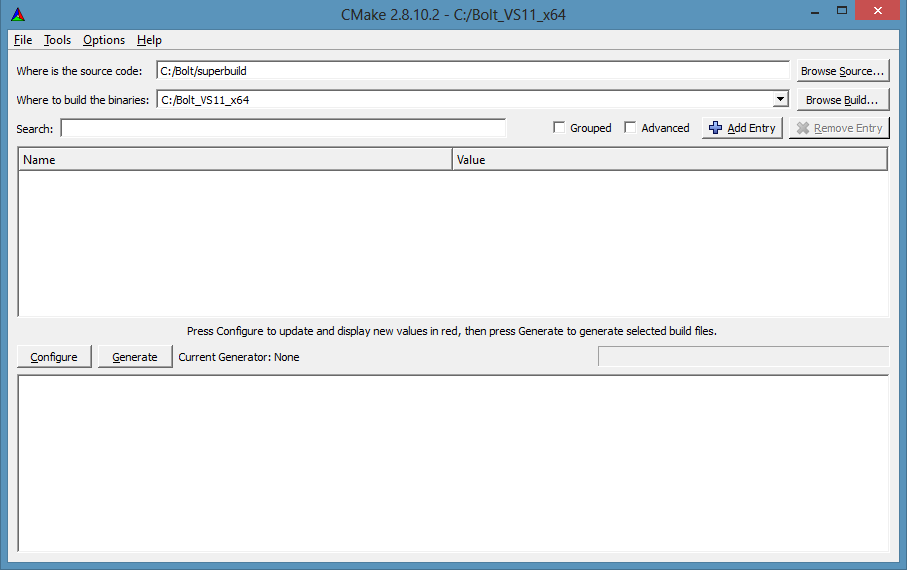 CMake 2.8.10.2 - C:/Bolt_VS11_x64
File Tools Options Help
Where is the source code: C:/Bolt/superbuild Browse Source...
Where to build the binaries: C:/Bolt_VS11_x64 Browse Build...
Search: Grouped Advanced Add Entry Remove Entry
Name Value
Press Configure to update and display new values in red, then press Generate to generate selected build files.
Configure Generate Current Generator: None